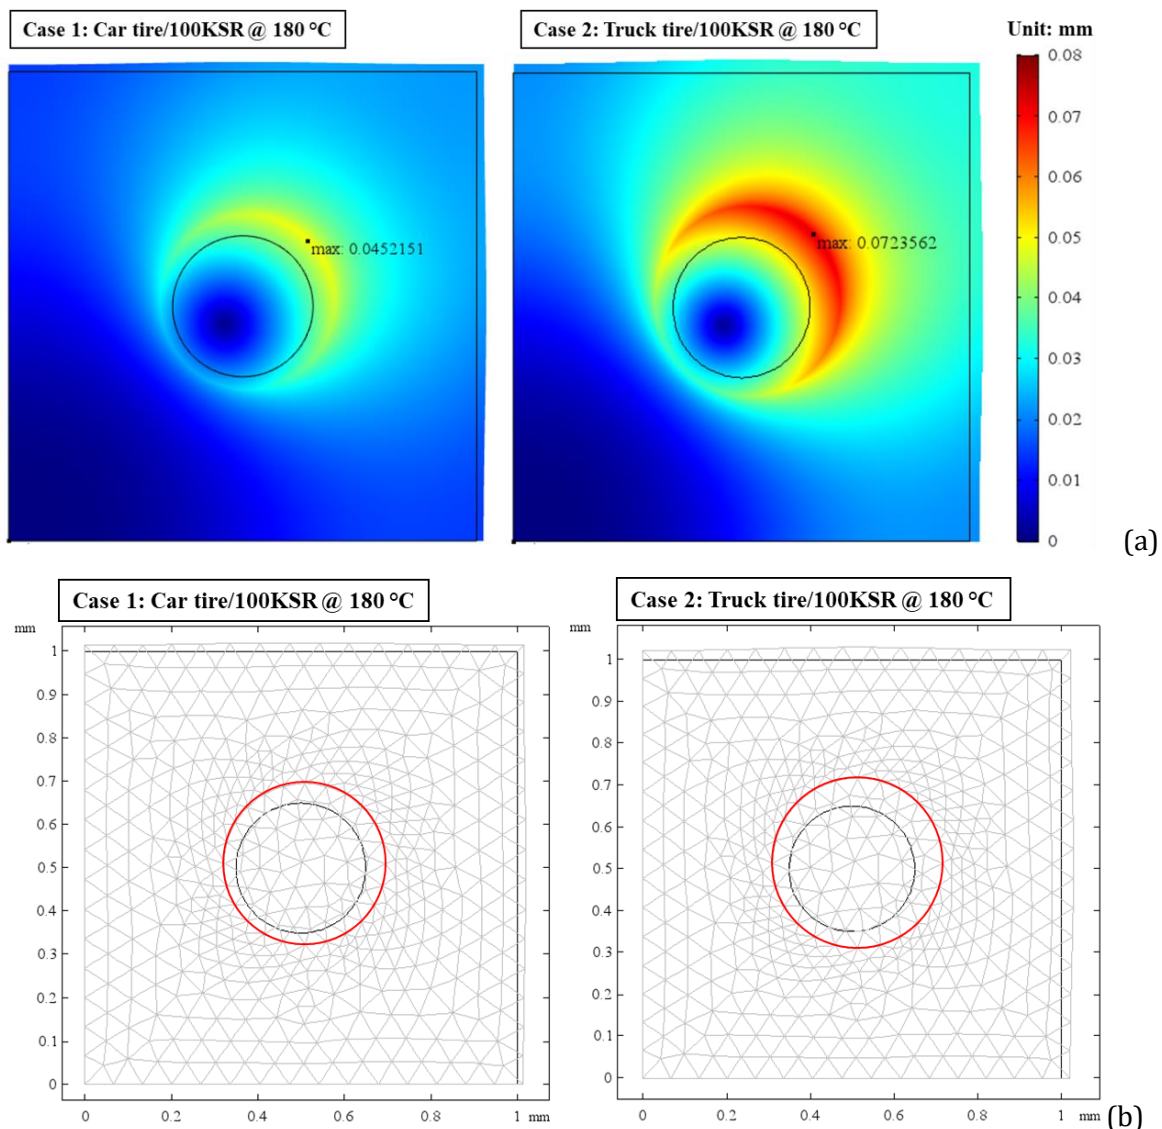 Case 1: Car tire/100KSR @ 180 °C
Case 2: Truck tire/100KSR @ 180 °C
Unit: mm
0.08
0.07
0.06
0.05
0.04
0.03
0.02
0.01
0
max: 0.0452151
max: 0.0723562
(a)
Case 1: Car tire/100KSR @ 180 °C
Case 2: Truck tire/100KSR @ 180 °C
mm
1
0.9
0.8
0.7
0.6
0.5
0.4
0.3
0.2
0.1
0
0 0.2 0.4 0.6 0.8 1 mm
mm
1
0.9
0.8
0.7
0.6
0.5
0.4
0.3
0.2
0.1
0
0 0.2 0.4 0.6 0.8 1 mm
(b)